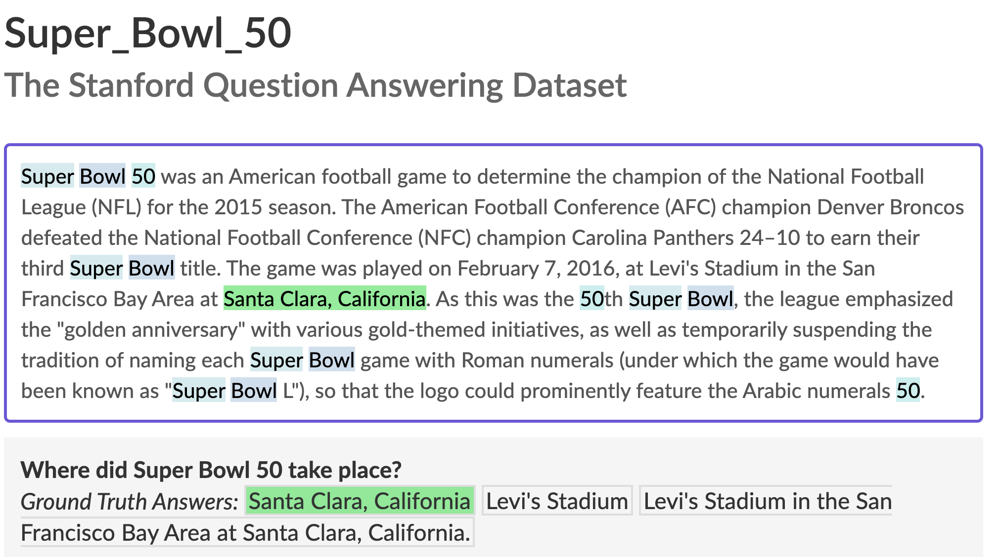 Super_Bowl_50
The Stanford Question Answering Dataset
Super Bowl 50 was an American football game to determine the champion of the National Football
League (NFL) for the 2015 season. The American Football Conference (AFC) champion Denver Broncos
defeated the National Football Conference (NFC) champion Carolina Panthers 24–10 to earn their
third Super Bowl title. The game was played on February 7, 2016, at Levi's Stadium in the San
Francisco Bay Area at Santa Clara, California. As this was the 50th Super Bowl, the league emphasized
the "golden anniversary" with various gold-themed initiatives, as well as temporarily suspending the
tradition of naming each Super Bowl game with Roman numerals (under which the game would have
been known as "Super Bowl L"), so that the logo could prominently feature the Arabic numerals 50.
Where did Super Bowl 50 take place?
Ground Truth Answers: Santa Clara, California Levi's Stadium Levi's Stadium in the San
Francisco Bay Area at Santa Clara, California.